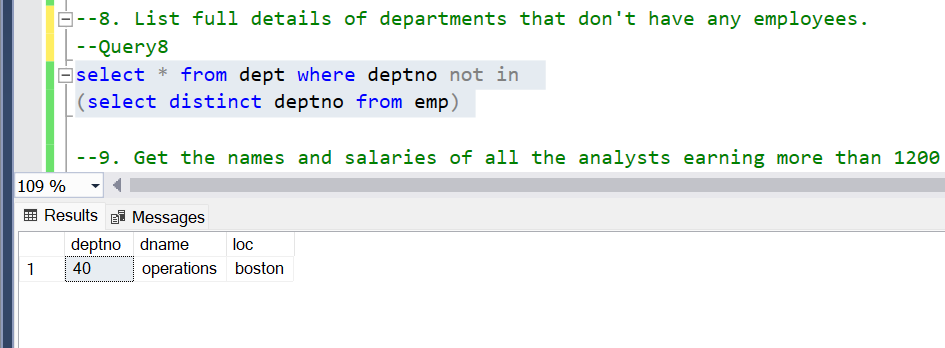 --8. List full details of departments that don't have any employees.
--Query8
select * from dept where deptno not in
(select distinct deptno from emp)
--9. Get the names and salaries of all the analysts earning more than 1200
109 %
Results Messages
deptno dname loc
1 40 operations boston